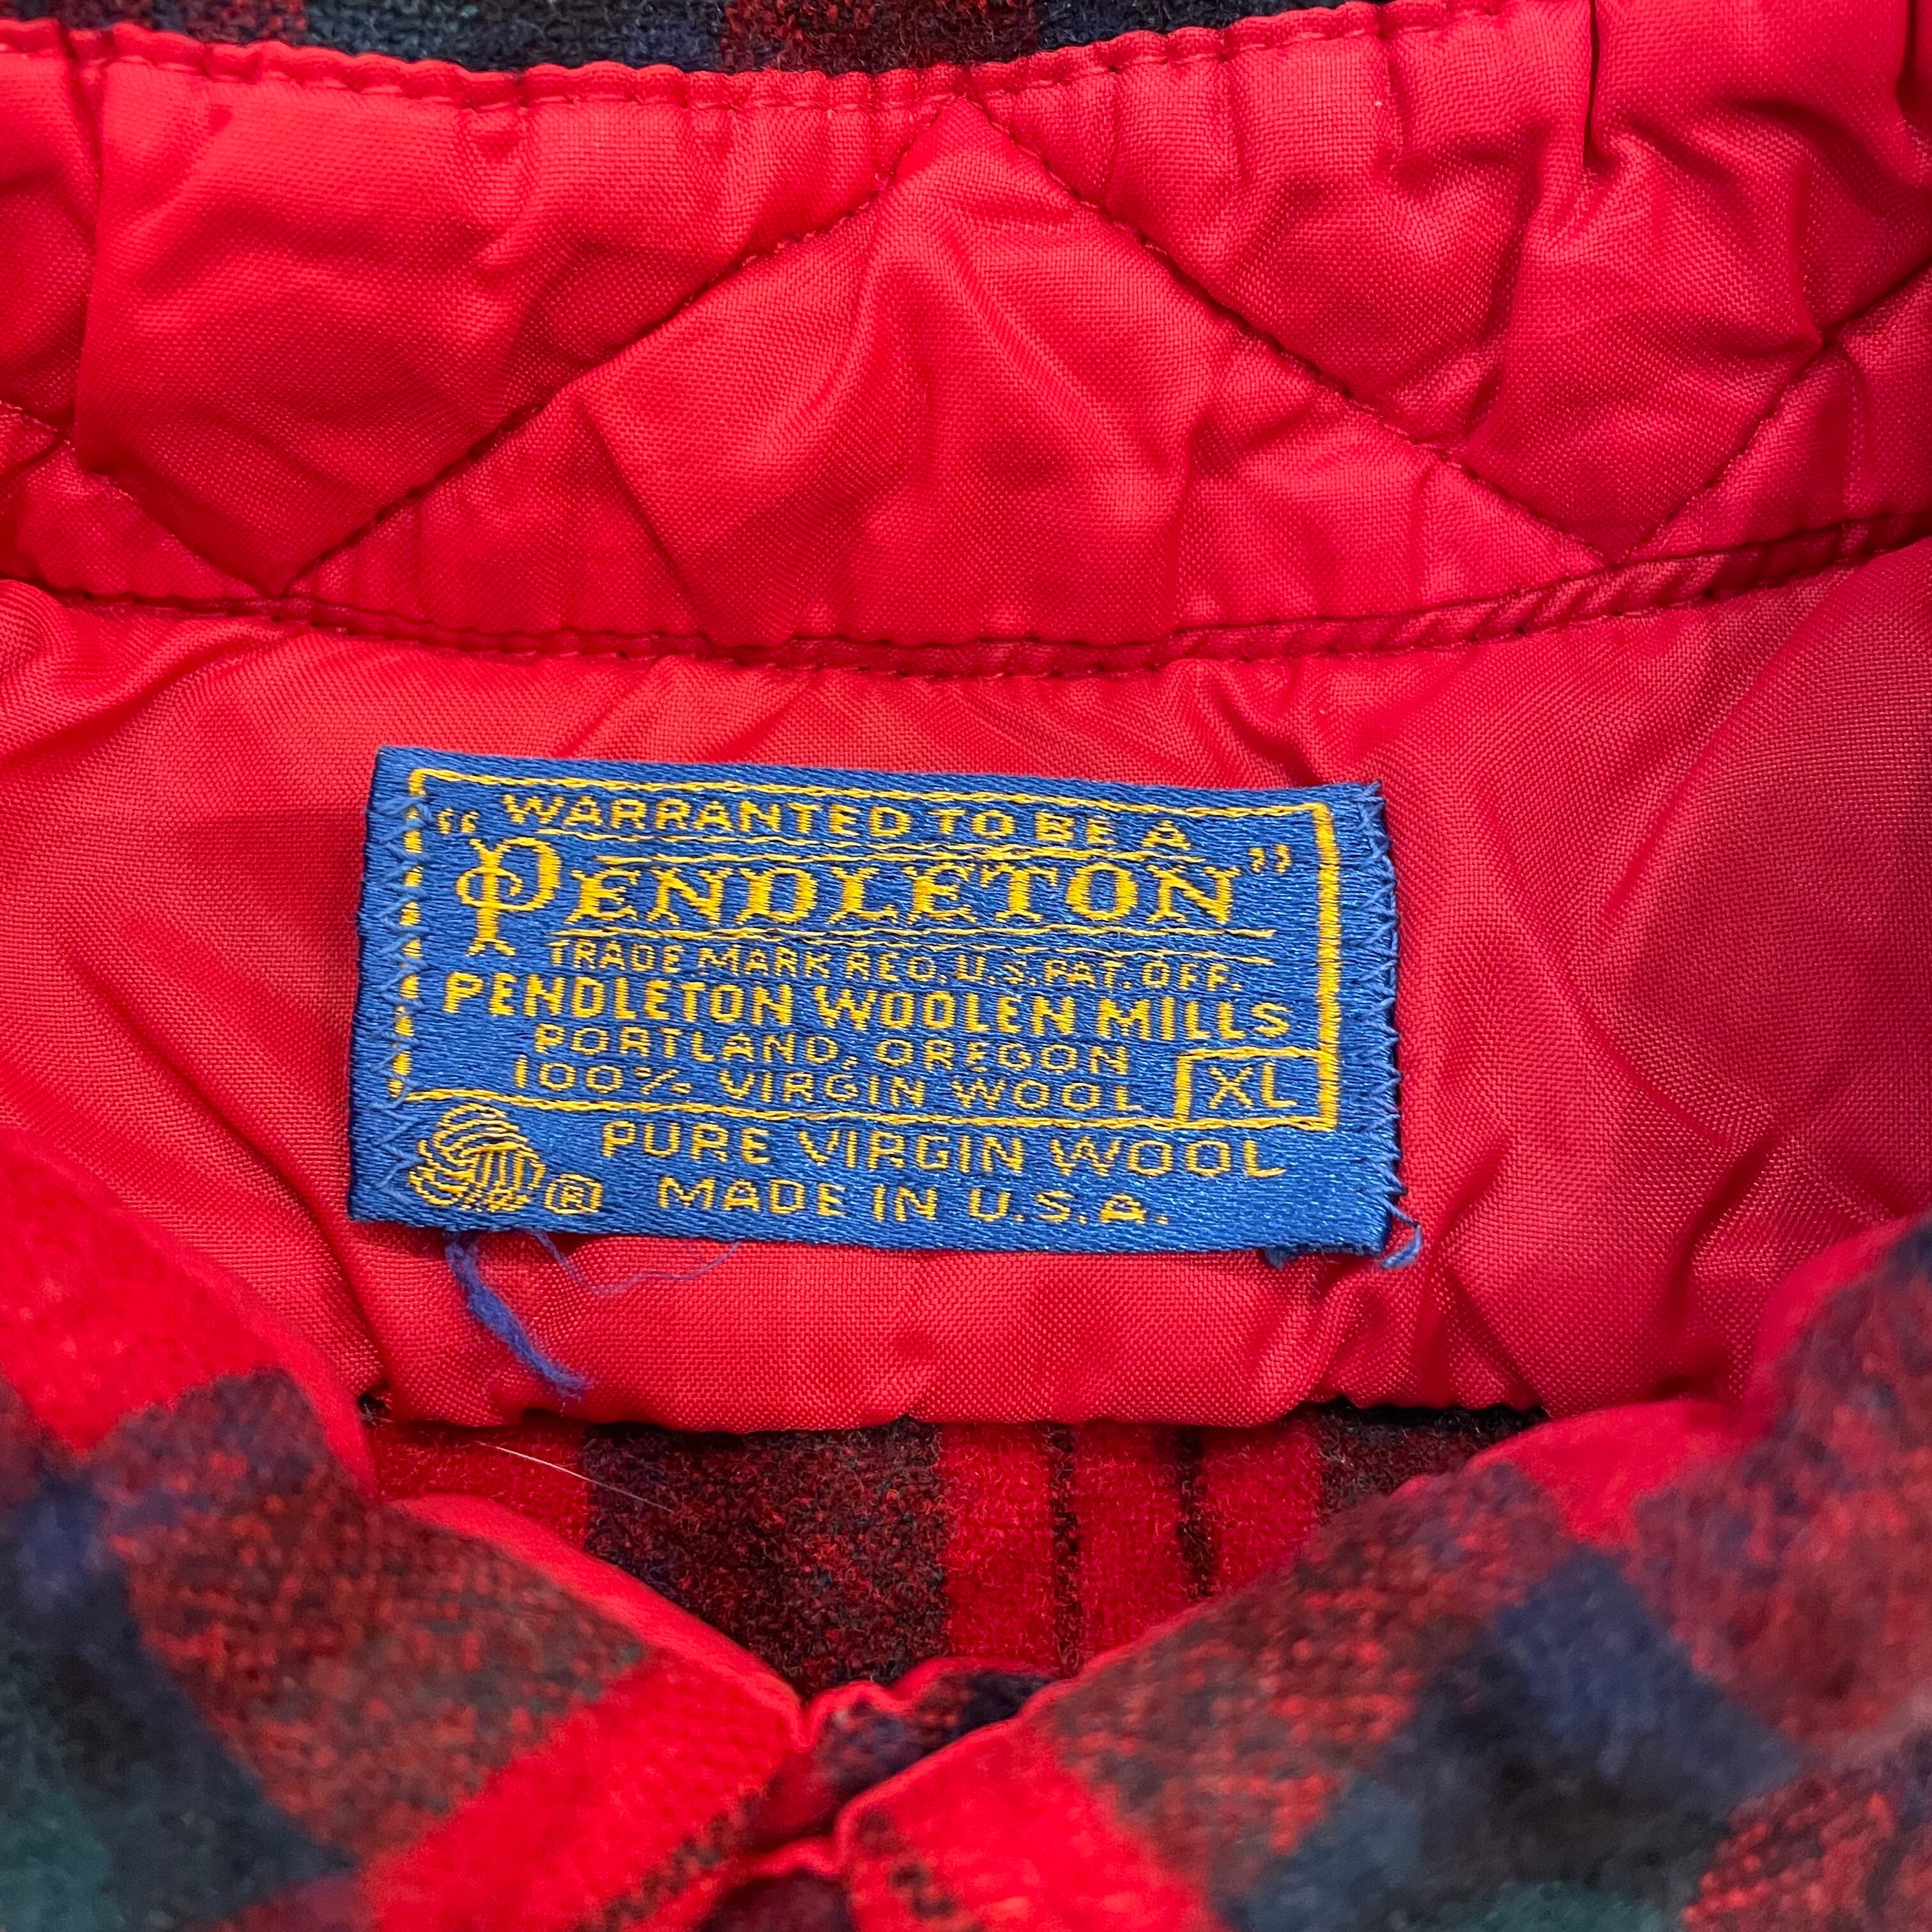 "WARRANTED TO BE A
PENDLETON"
TRADE MARK REG. U.S. PAT. OFF.
PENDLETON WOOLEN MILLS
PORTLAND, OREGON
100% VIRGIN WOOL XL
PURE VIRGIN WOOL
® MADE IN U.S.A.